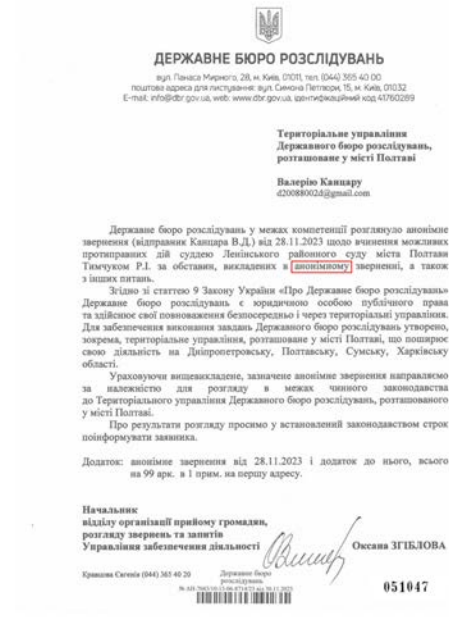 ДЕРЖАВНЕ БЮРО РОЗСЛІДУВАНЬ
вул. Панаса Мирного, 28, м. Київ, 01011, тел. (044) 365 40 00
поштова адреса для листування: вул. Симона Петлюри, 15, м. Київ, 01032
E-mail: info@dbr.gov.ua, web: www.dbr.gov.ua, ідентифікаційний код 41760289
Територіальне управління
Державного бюро розслідувань,
розташоване у місті Полтаві
Валерію Канцару
d20088002d@gmail.com
Державне бюро розслідувань у межах компетенції розглянуло анонімне
звернення (відправник Канцара В.Д.) від 28.11.2023 щодо вчинення можливих
протиправних дій суддею Ленінського районного суду міста Полтави
Тимчуком Р.І. за обставин, викладених в анонімному зверненні, а також
з інших питань.
Згідно зі статтею 9 Закону України «Про Державне бюро розслідувань»
Державне бюро розслідувань є юридичною особою публічного права
та здійснює свої повноваження безпосередньо і через територіальні управління.
Для забезпечення виконання завдань Державного бюро розслідувань утворено,
зокрема, територіальне управління, розташоване у місті Полтаві, що поширює
свою діяльність на Дніпропетровську, Полтавську, Сумську, Харківську
області.
Ураховуючи вищевикладене, зазначене анонімне звернення направляємо
за належністю для розгляду в межах чинного законодавства
до Територіального управління Державного бюро розслідувань, розташованого
у місті Полтаві.
Про результати розгляду просимо у встановлений законодавством строк
поінформувати заявника.
Додаток: анонімне звернення від 28.11.2023 і додаток до нього, всього
на 99 арк. в 1 прим. на першу адресу.
Начальник
відділу організації прийому громадян,
розгляду звернень та запитів
Управління забезпечення діяльності Оксана ЗГІБЛОВА
Кравцова Євгенія (044) 365 40 20
Державне бюро
розслідувань
051047